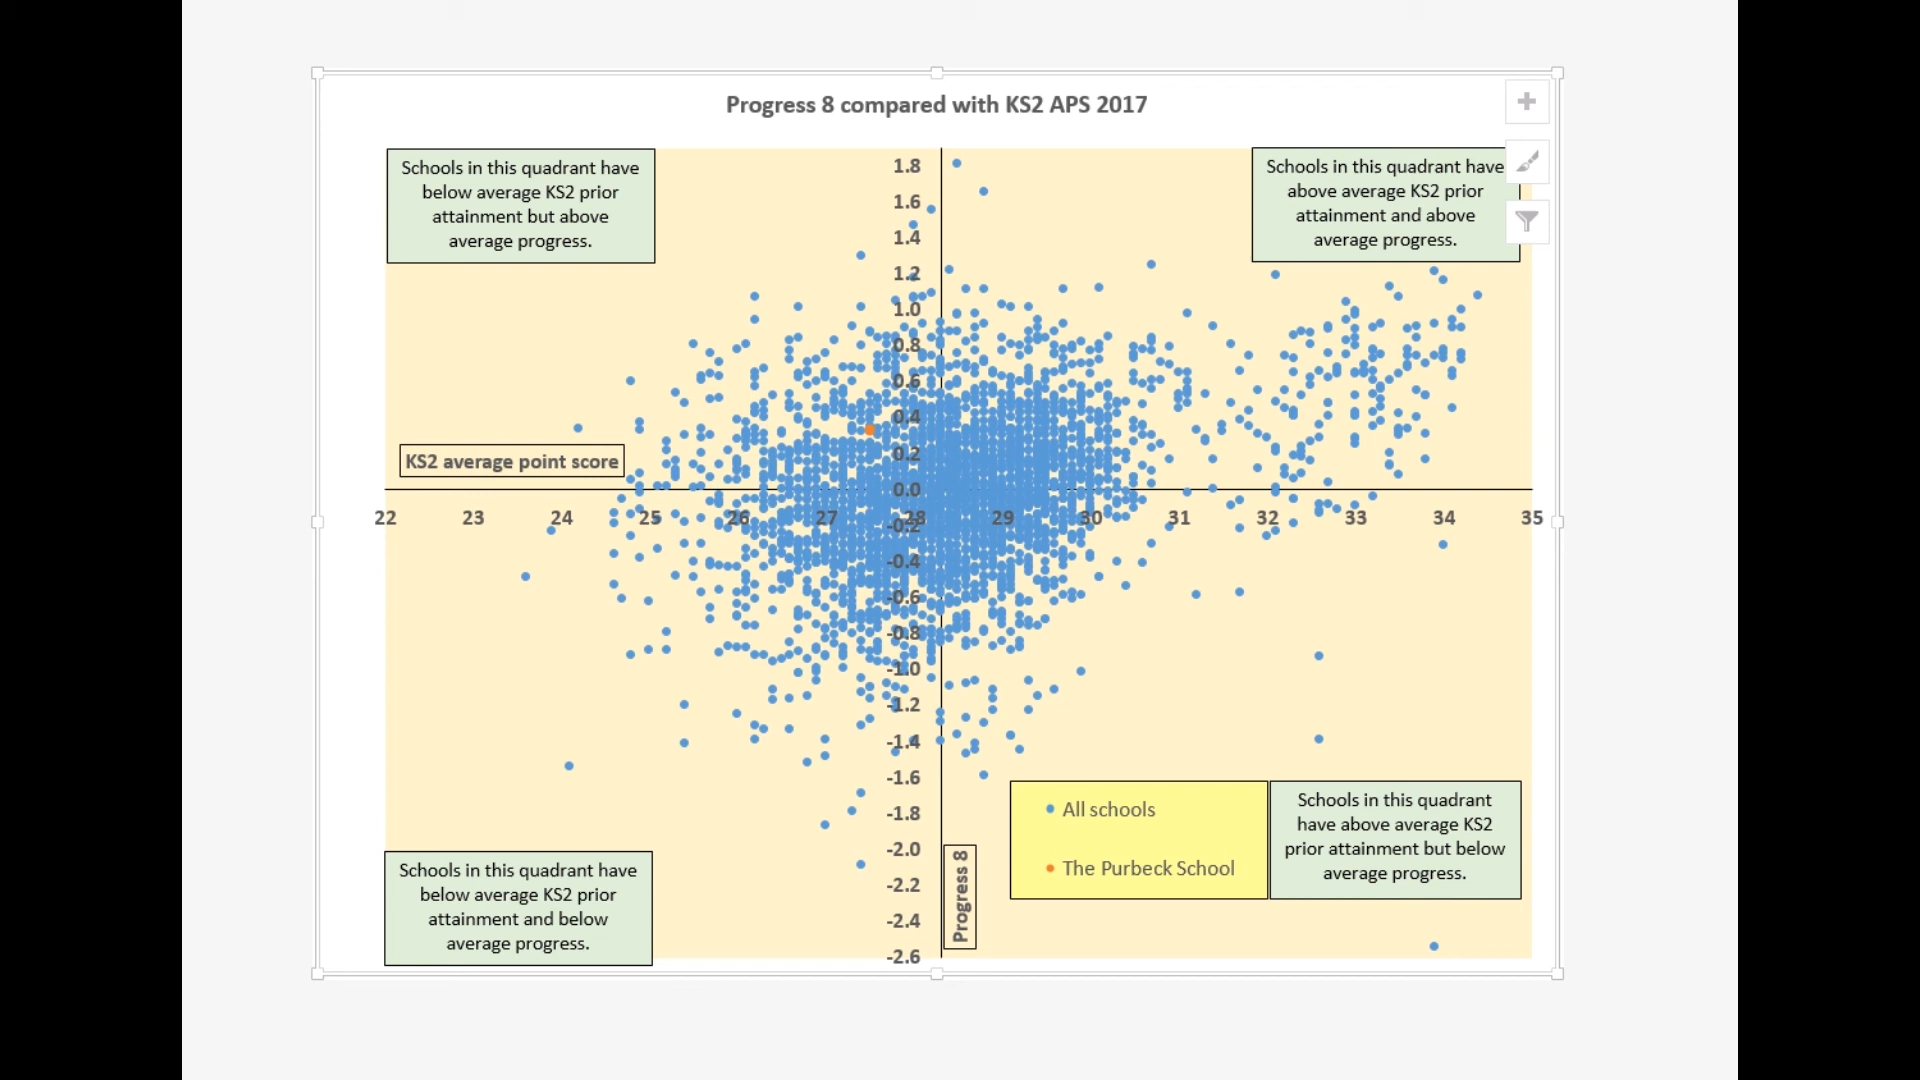 Progress 8 compared with KS2 APS 2017
Schools in this quadrant have
below average KS2 prior
attainment but above
average progress.
Schools in this quadrant have
above average KS2 prior
attainment and above
average progress.
1.8
1.6
1.4
1.2
1.0
0.8
0.6
0.4
0.2
0.0
-0.2
-0.4
-0.6
-0.8
-1.0
-1.2
-1.4
-1.6
-1.8
-2.0
-2.2
-2.4
-2.6
KS2 average point score
22 23 24 25 26 27 28 29 30 31 32 33 34 35
All schools
The Purbeck School
Schools in this quadrant
have above average KS2
prior attainment but below
average progress.
Progress 8
Schools in this quadrant have
below average KS2 prior
attainment and below
average progress.